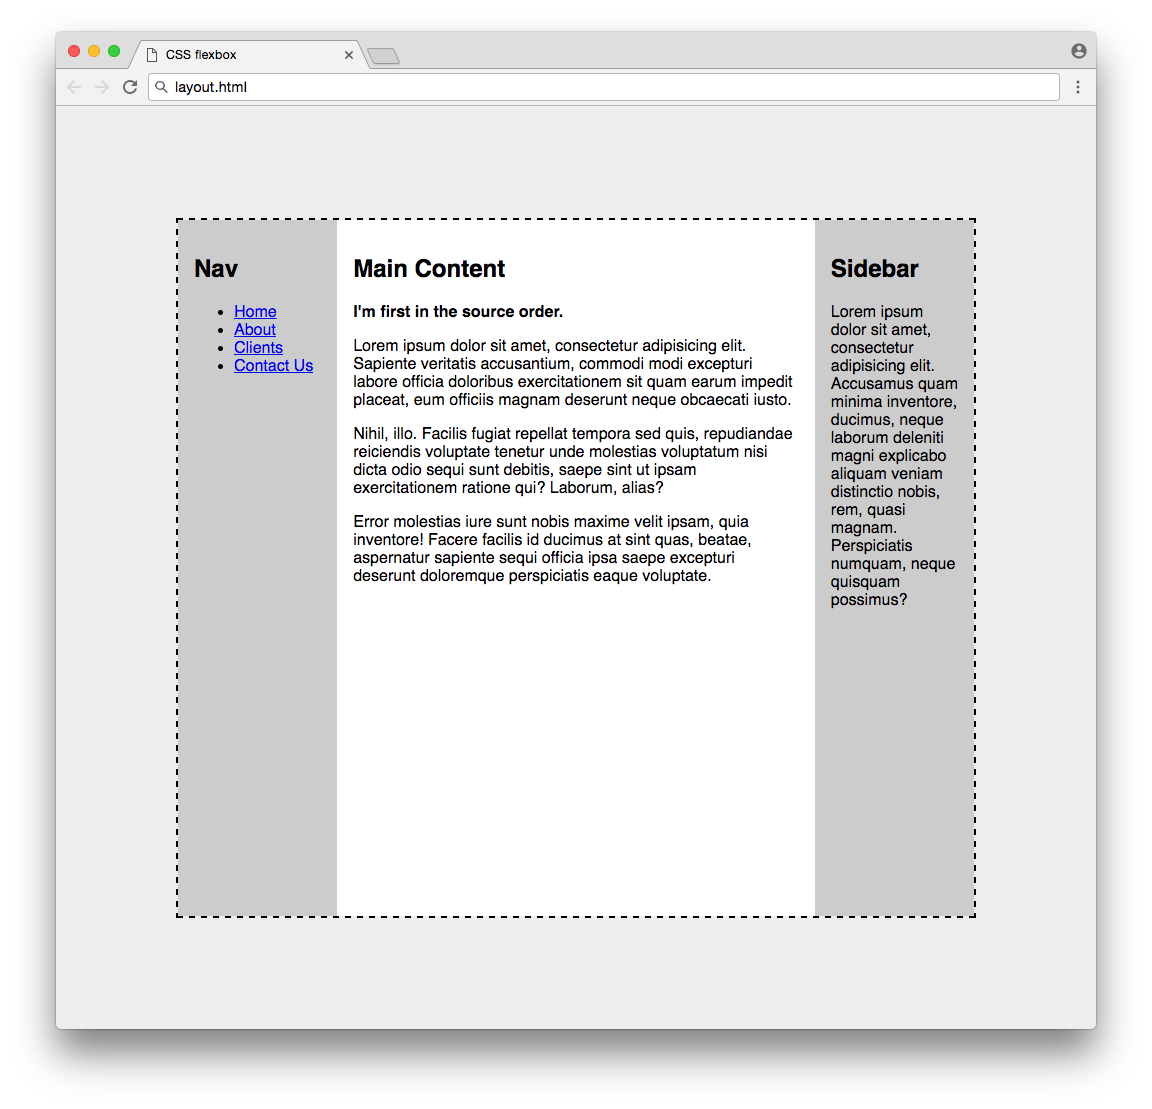 CSS flexbox
layout.html
Nav
Home
About
Clients
Contact Us
Main Content
I'm first in the source order.
Lorem ipsum dolor sit amet, consectetur adipisicing elit.
Sapiente veritatis accusantium, commodi modi excepturi
labore officia doloribus exercitationem sit quam earum impedit
placeat, eum officiis magnam deserunt neque obcaecati iusto.
Nihil, illo. Facilis fugiat repellat tempora sed quis, repudiandae
reiciendis voluptate tenetur unde molestias voluptatum nisi
dicta odio sequi sunt debitis, saepe sint ut ipsam
exercitationem ratione qui? Laborum, alias?
Error molestias iure sunt nobis maxime velit ipsam, quia
inventore! Facere facilis id ducimus at sint quas, beatae,
aspernatur sapiente sequi officia ipsa saepe excepturi
deserunt doloremque perspiciatis eaque voluptate.
Sidebar
Lorem ipsum
dolor sit amet,
consectetur
adipisicing elit.
Accusamus quam
minima inventore,
ducimus, neque
laborum deleniti
magni explicabo
aliquam veniam
distinctio nobis,
rem, quasi
magnam.
Perspiciatis
numquam, neque
quisquam
possimus?